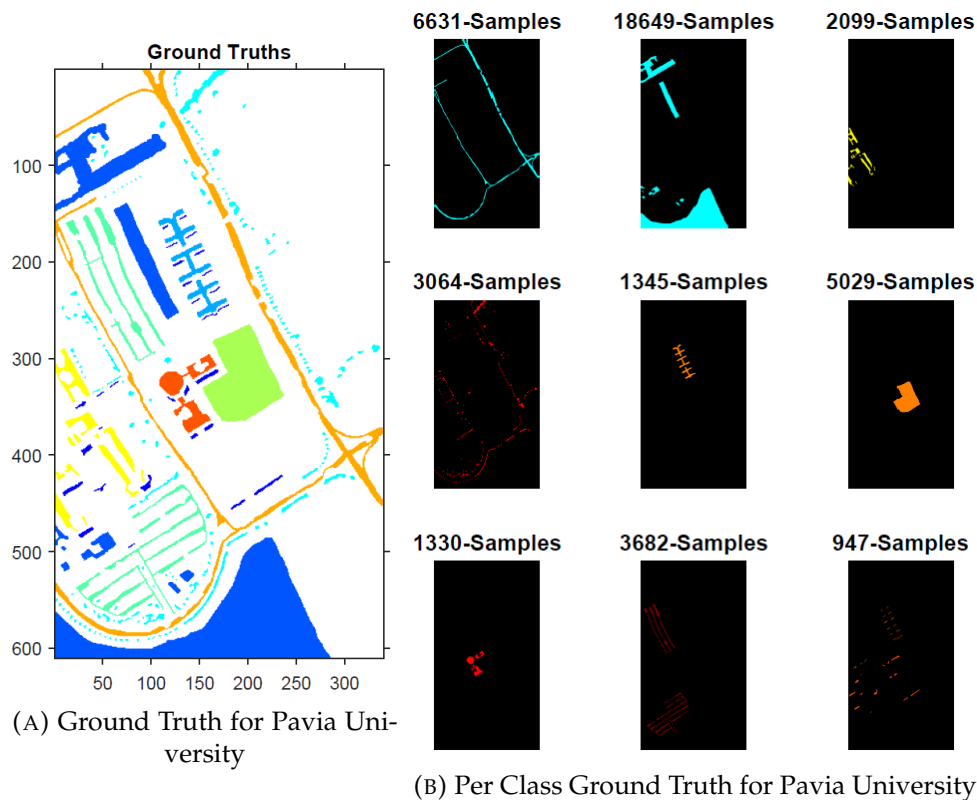 Ground Truths
100
200
300
400
500
600
50 100 150 200 250 300
(A) Ground Truth for Pavia Uni-
versity
6631-Samples 18649-Samples 2099-Samples
3064-Samples 1345-Samples 5029-Samples
1330-Samples 3682-Samples 947-Samples
(B) Per Class Ground Truth for Pavia University